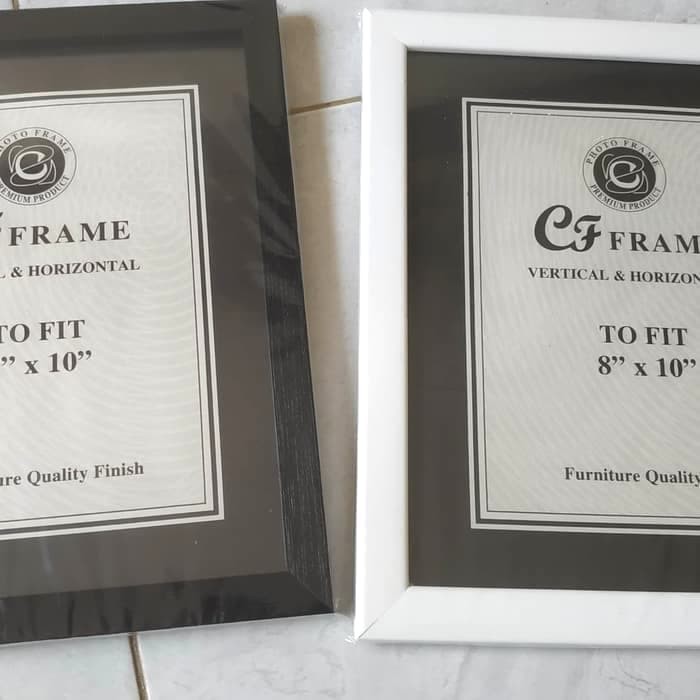 PHOTO FRAME
PREMIUM PRODUCT
FRAME
& HORIZONTAL
TO FIT
" x 10"
Quality Finish
PHOTO FRAME
PREMIUM PRODUCT
CF FRAM
VERTICAL & HORIZON
TO FIT
8" x 10"
Furniture Quality